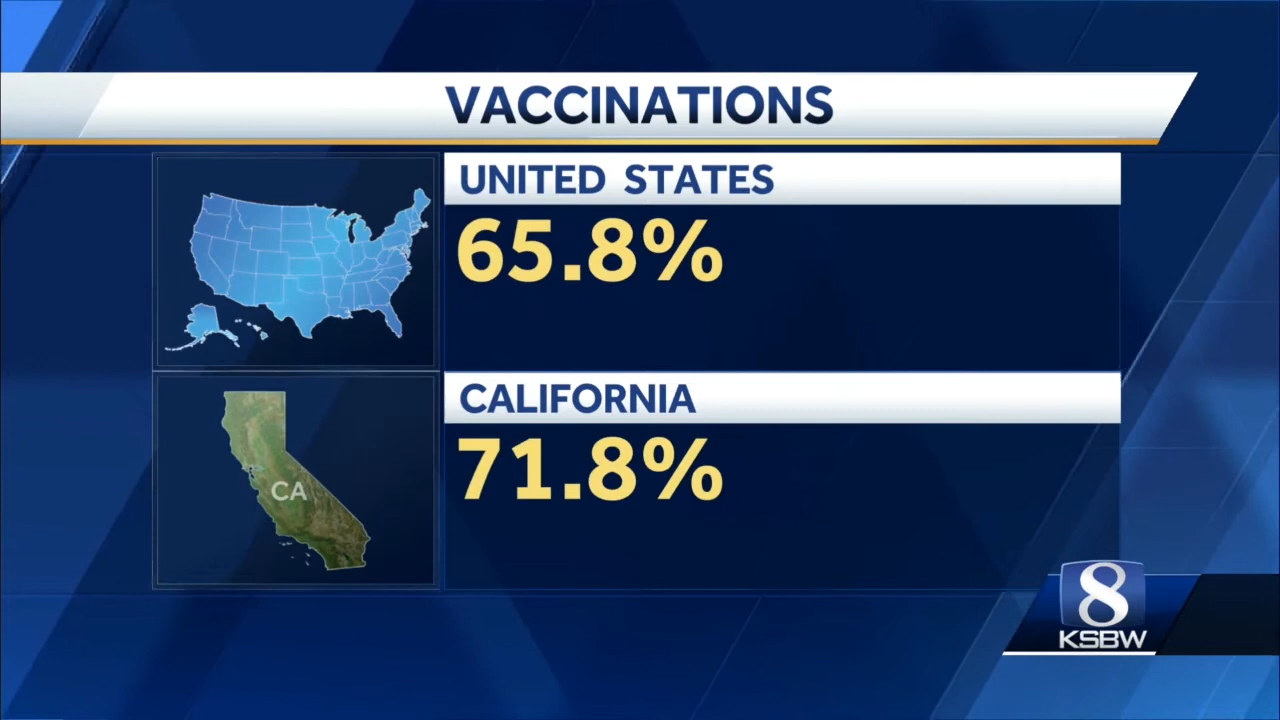 VACCINATIONS
UNITED STATES
65.8%
CALIFORNIA
71.8%
CA
8
KSBW